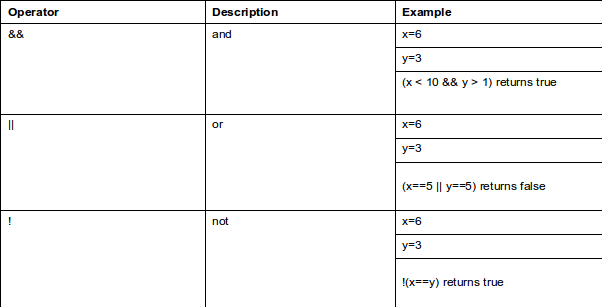 Operator Description Example
&& and x=6
y=3
(x < 10 && y > 1) returns true
|| or x=6
y=3
(x==5 || y==5) returns false
! not x=6
y=3
!(x==y) returns true